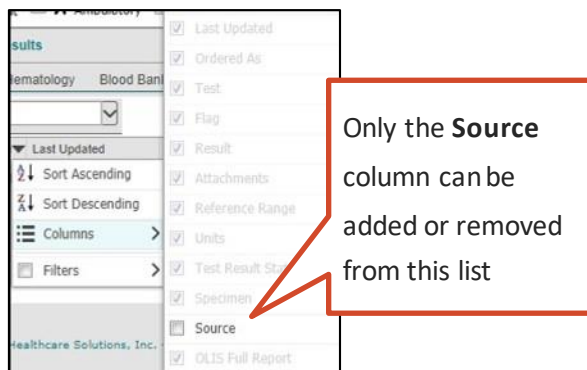 Ambulatory
Last Updated
sults
Ordered As
ematology Blood Bank
Test
Flag
Last Updated
Result
Sort Ascending
Attachments
Sort Descending
Reference Range
Columns
Units
Filters
Test Result Stat
Specimen
Source
Healthcare Solutions, Inc.
OLIS Full Report
Only the Source
column can be
added or removed
from this list